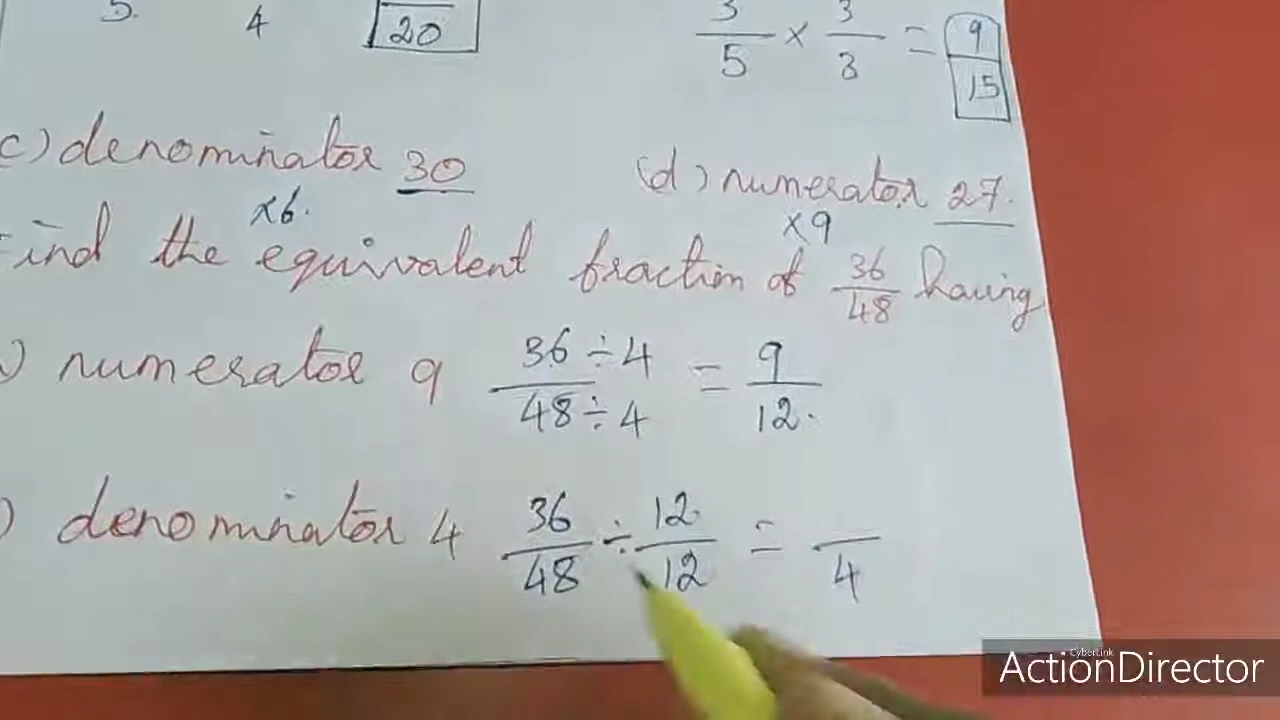 5 4 20
3/5 × 3/3 = 9/15
c) denominator 30 (d) numerator 27.
×6. ×9
Find the equivalent fraction of 36/48 having
) numerator 9 36÷4/48÷4 = 9/12.
) denominator 4 36/48 ÷ 12/12 = /4
CyberLink
ActionDirector